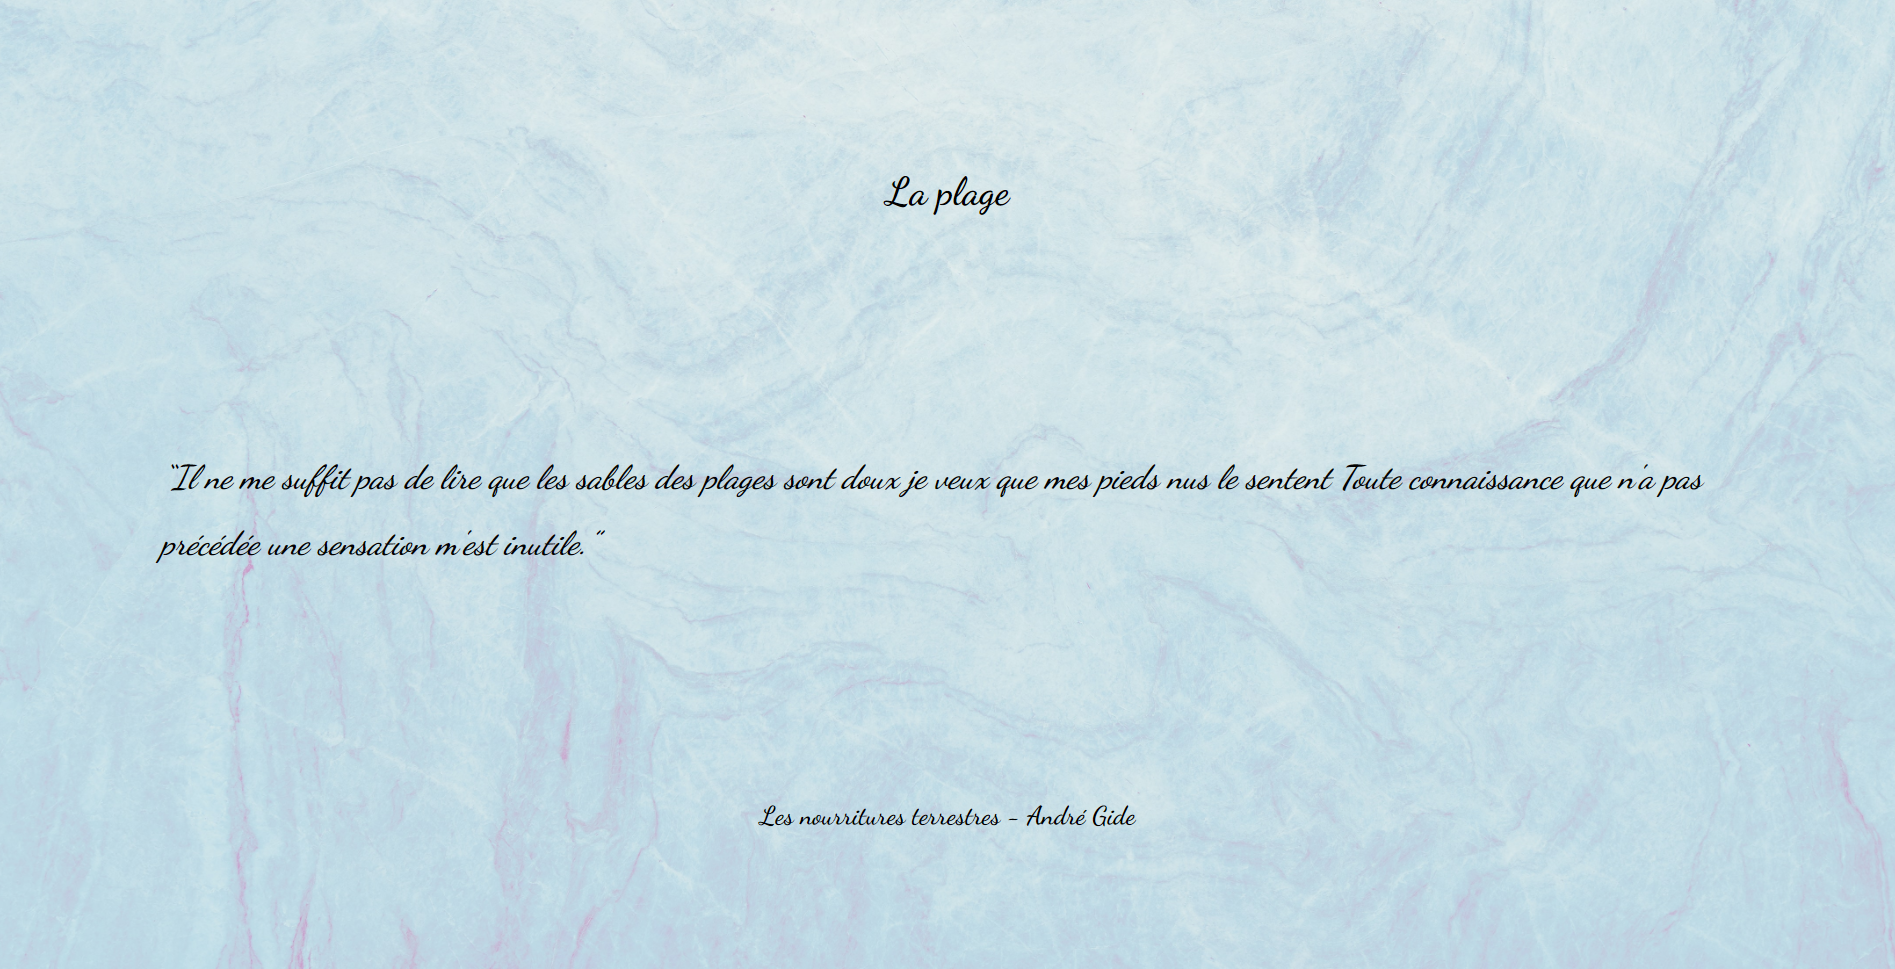 La plage
“Il ne me suffit pas de lire que les sables des plages sont doux je veux que mes pieds nus le sentent Toute connaissance que n'a pas
précédée une sensation m'est inutile.”
Les nourritures terrestres - André Gide